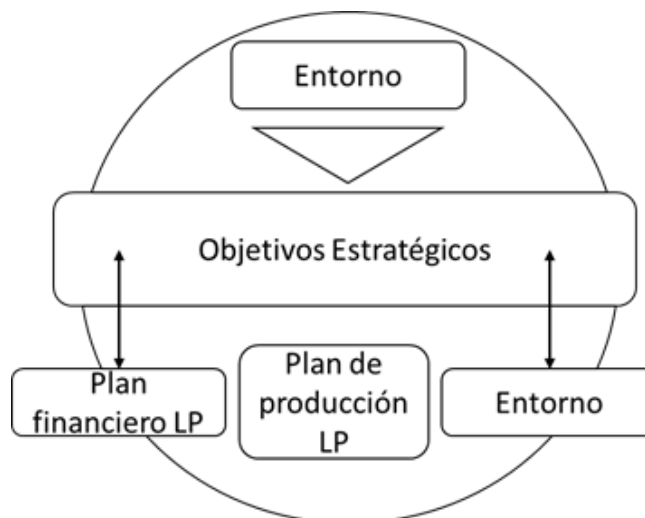 Entorno
Objetivos Estratégicos
Plan
financiero LP
Plan de
producción
LP
Entorno